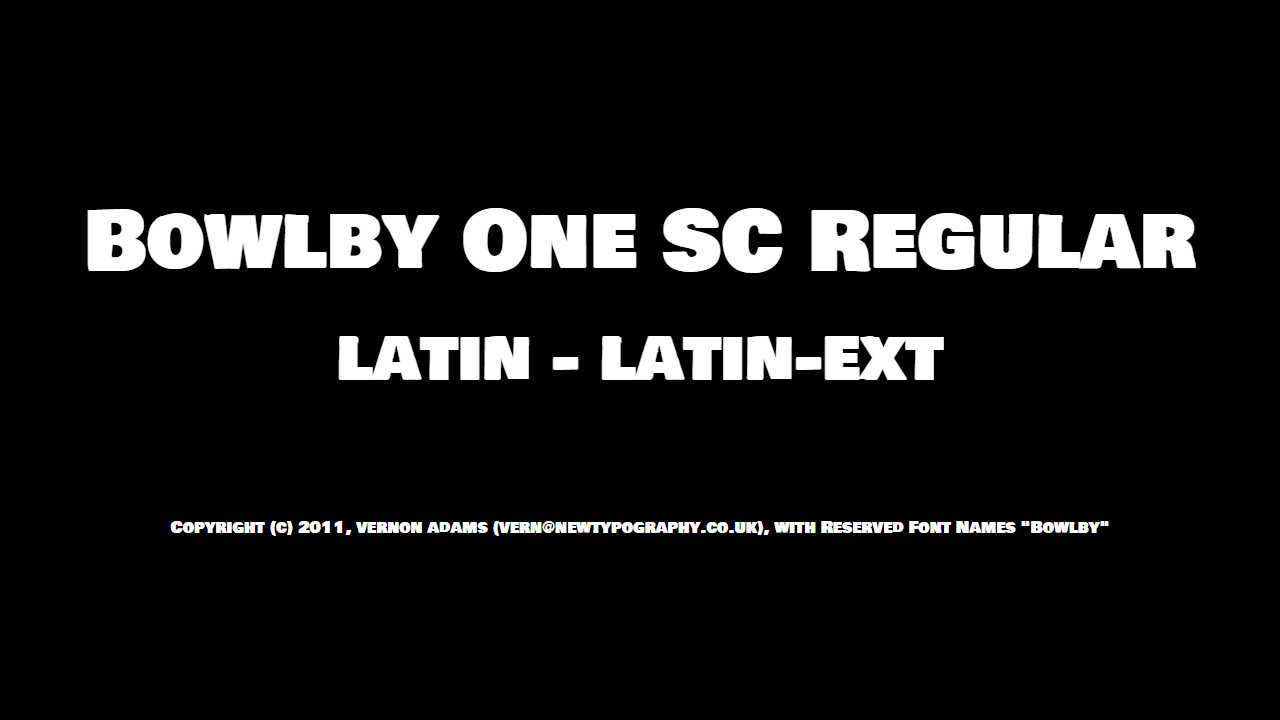 Bowlby One SC Regular
latin - latin-ext
Copyright (c) 2011, vernon adams (vern@newtypography.co.uk), with Reserved Font Names "Bowlby"